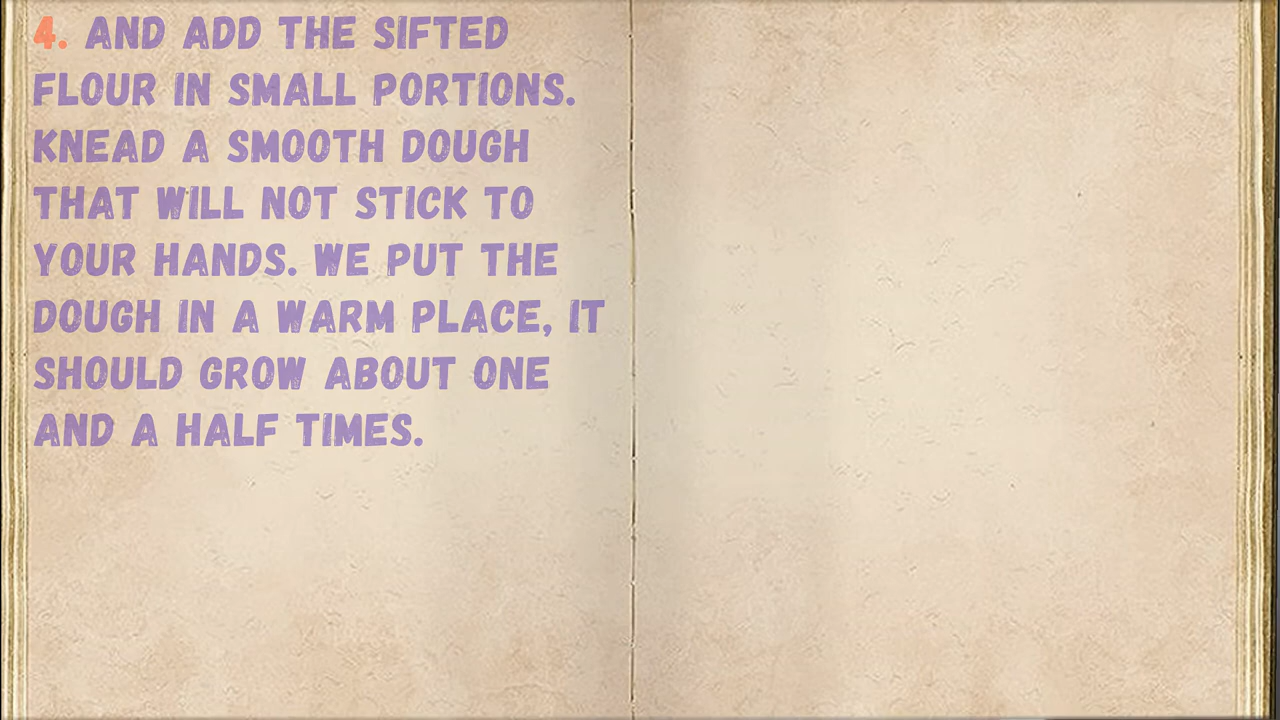 4. AND ADD THE SIFTED
FLOUR IN SMALL PORTIONS.
KNEAD A SMOOTH DOUGH
THAT WILL NOT STICK TO
YOUR HANDS. WE PUT THE
DOUGH IN A WARM PLACE, IT
SHOULD GROW ABOUT ONE
AND A HALF TIMES.